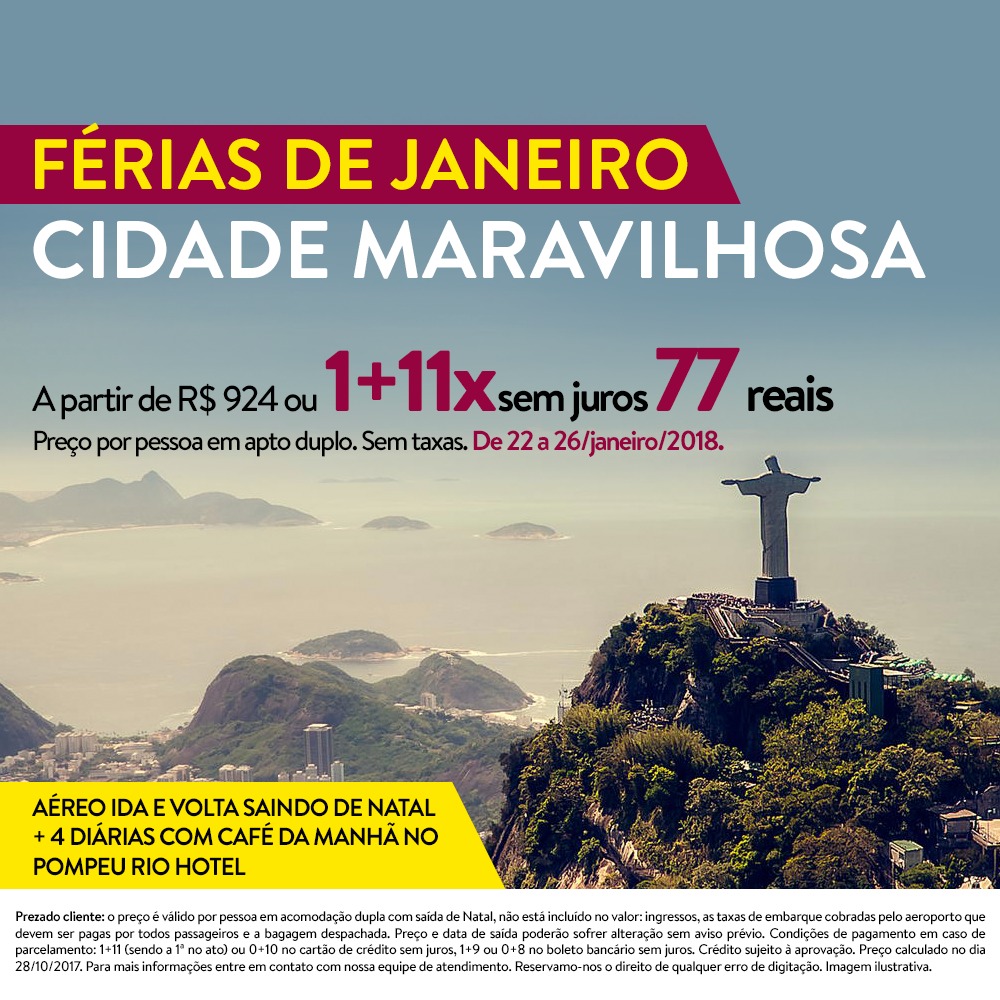 FÉRIAS DE JANEIRO
CIDADE MARAVILHOSA
A partir de R$ 924 ou 1+11x sem juros 77 reais
Preço por pessoa em apto duplo. Sem taxas. De 22 a 26/janeiro/2018.
AÉREO IDA E VOLTA SAINDO DE NATAL
+ 4 DIÁRIAS COM CAFÉ DA MANHÃ NO
POMPEU RIO HOTEL
Prezado cliente: o preço é válido por pessoa em acomodação dupla com saída de Natal, não está incluído no valor: ingressos, as taxas de embarque cobradas pelo aeroporto que
devem ser pagas por todos passageiros e a bagagem despachada. Preço e data de saída poderão sofrer alteração sem aviso prévio. Condições de pagamento em caso de
parcelamento: 1+11 (sendo a 1ª no ato) ou 0+10 no cartão de crédito sem juros, 1+9 ou 0+8 no boleto bancário sem juros. Crédito sujeito à aprovação. Preço calculado no dia
28/10/2017. Para mais informações entre em contato com nossa equipe de atendimento. Reservamo-nos o direito de qualquer erro de digitação. Imagem ilustrativa.